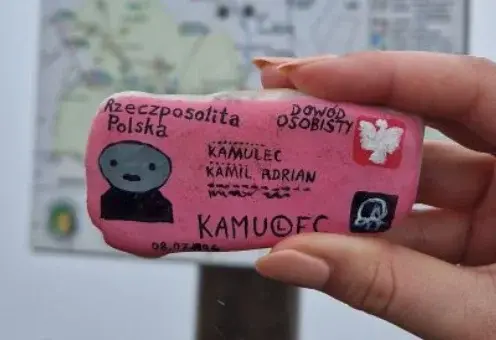 Rzeczpospolita
Polska
DOWÓD
OSOBISTY
KAMULEC
KAMIL ADRIAN
KAMULEC